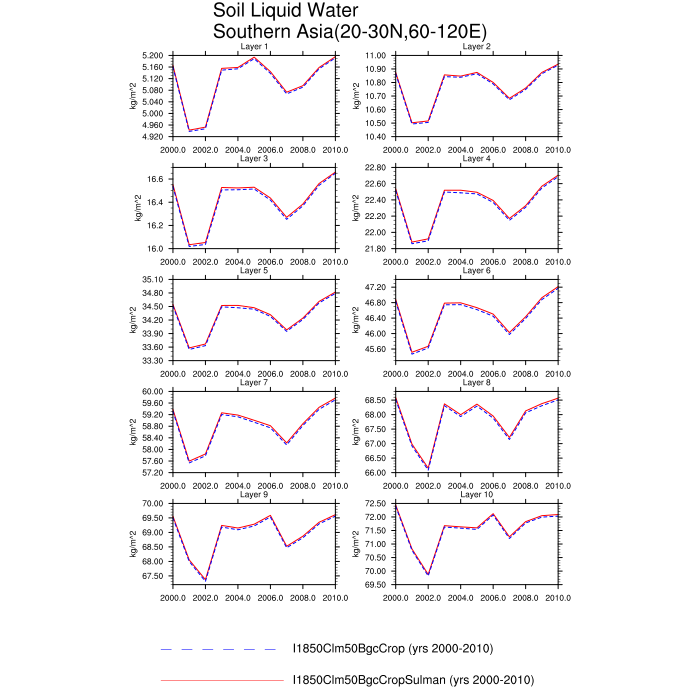 Soil Liquid Water
Southern Asia(20-30N,60-120E)
Layer 1
Layer 2
5.200
5.160
5.120
5.080
5.040
5.000
4.960
4.920
kg/m^2
2000.0 2002.0 2004.0 2006.0 2008.0 2010.0
11.00
10.90
10.80
10.70
10.60
10.50
10.40
kg/m^2
2000.0 2002.0 2004.0 2006.0 2008.0 2010.0
Layer 3
Layer 4
16.6
16.4
16.2
16.0
kg/m^2
2000.0 2002.0 2004.0 2006.0 2008.0 2010.0
22.80
22.60
22.40
22.20
22.00
21.80
kg/m^2
2000.0 2002.0 2004.0 2006.0 2008.0 2010.0
Layer 5
Layer 6
35.10
34.80
34.50
34.20
33.90
33.60
33.30
kg/m^2
2000.0 2002.0 2004.0 2006.0 2008.0 2010.0
47.20
46.80
46.40
46.00
45.60
kg/m^2
2000.0 2002.0 2004.0 2006.0 2008.0 2010.0
Layer 7
Layer 8
60.00
59.60
59.20
58.80
58.40
58.00
57.60
57.20
kg/m^2
2000.0 2002.0 2004.0 2006.0 2008.0 2010.0
68.50
68.00
67.50
67.00
66.50
66.00
kg/m^2
2000.0 2002.0 2004.0 2006.0 2008.0 2010.0
Layer 9
Layer 10
70.00
69.50
69.00
68.50
68.00
67.50
kg/m^2
2000.0 2002.0 2004.0 2006.0 2008.0 2010.0
72.50
72.00
71.50
71.00
70.50
70.00
69.50
kg/m^2
2000.0 2002.0 2004.0 2006.0 2008.0 2010.0
I1850Clm50BgcCrop (yrs 2000-2010)
I1850Clm50BgcCropSulman (yrs 2000-2010)